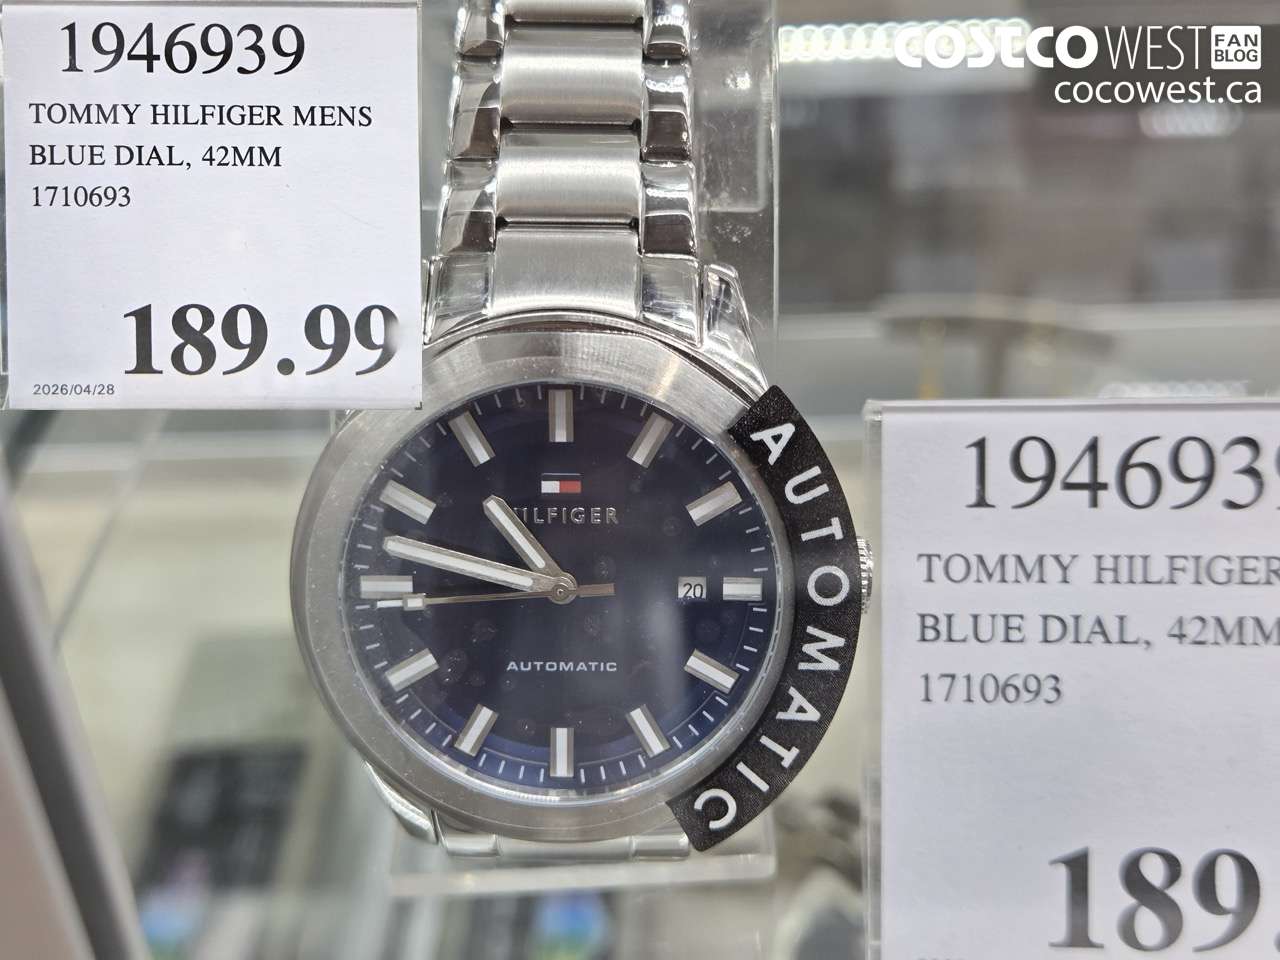 1946939
TOMMY HILFIGER MENS
BLUE DIAL, 42MM
1710693
189.99
2026/04/28
COSTCO WEST FAN BLOG
cocowest.ca
HILFIGER
20
AUTOMATIC
AUTOMATIC
194693
TOMMY HILFIGER
BLUE DIAL, 42MM
1710693
189.